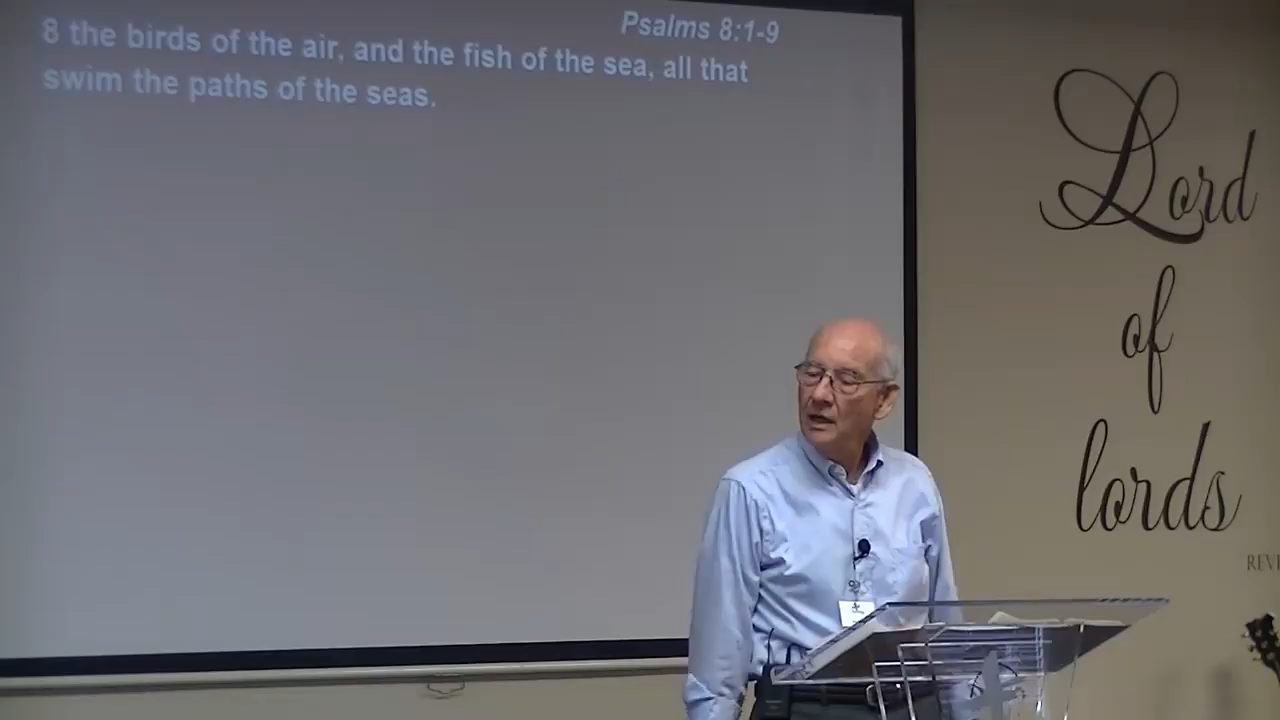 Psalms 8:1-9
8 the birds of the air, and the fish of the sea, all that
swim the paths of the seas.
Lord
of
lords